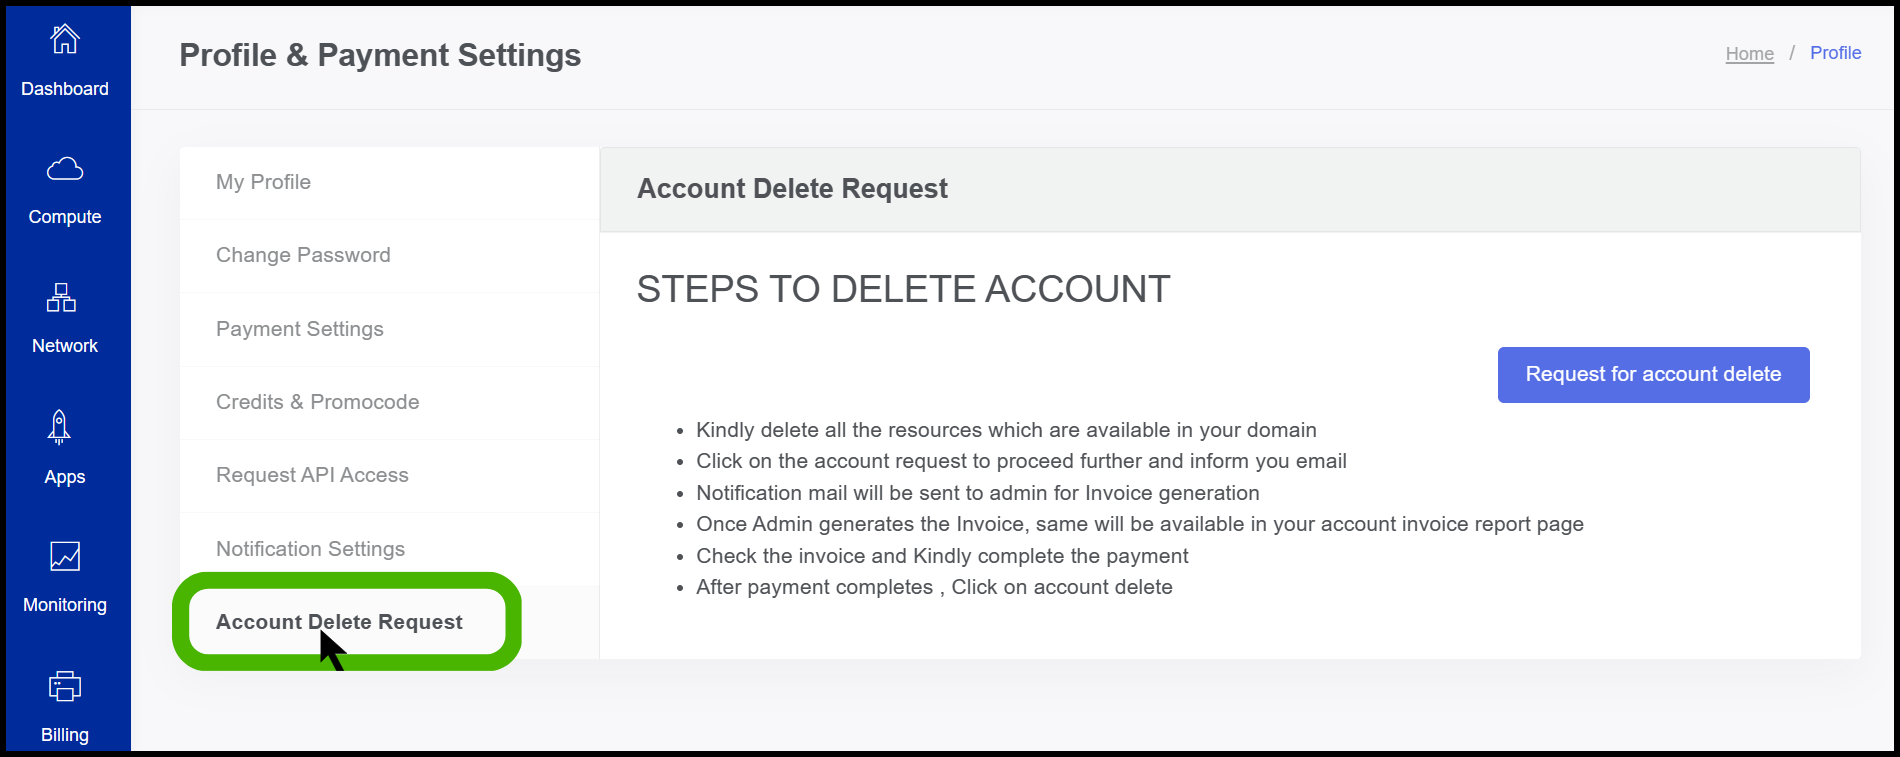 Dashboard
Compute
Network
Apps
Monitoring
Billing
Profile & Payment Settings
Home / Profile
My Profile
Change Password
Payment Settings
Credits & Promocode
Request API Access
Notification Settings
Account Delete Request
Account Delete Request
STEPS TO DELETE ACCOUNT
Request for account delete
• Kindly delete all the resources which are available in your domain
• Click on the account request to proceed further and inform you email
• Notification mail will be sent to admin for Invoice generation
• Once Admin generates the Invoice, same will be available in your account invoice report page
• Check the invoice and Kindly complete the payment
• After payment completes , Click on account delete